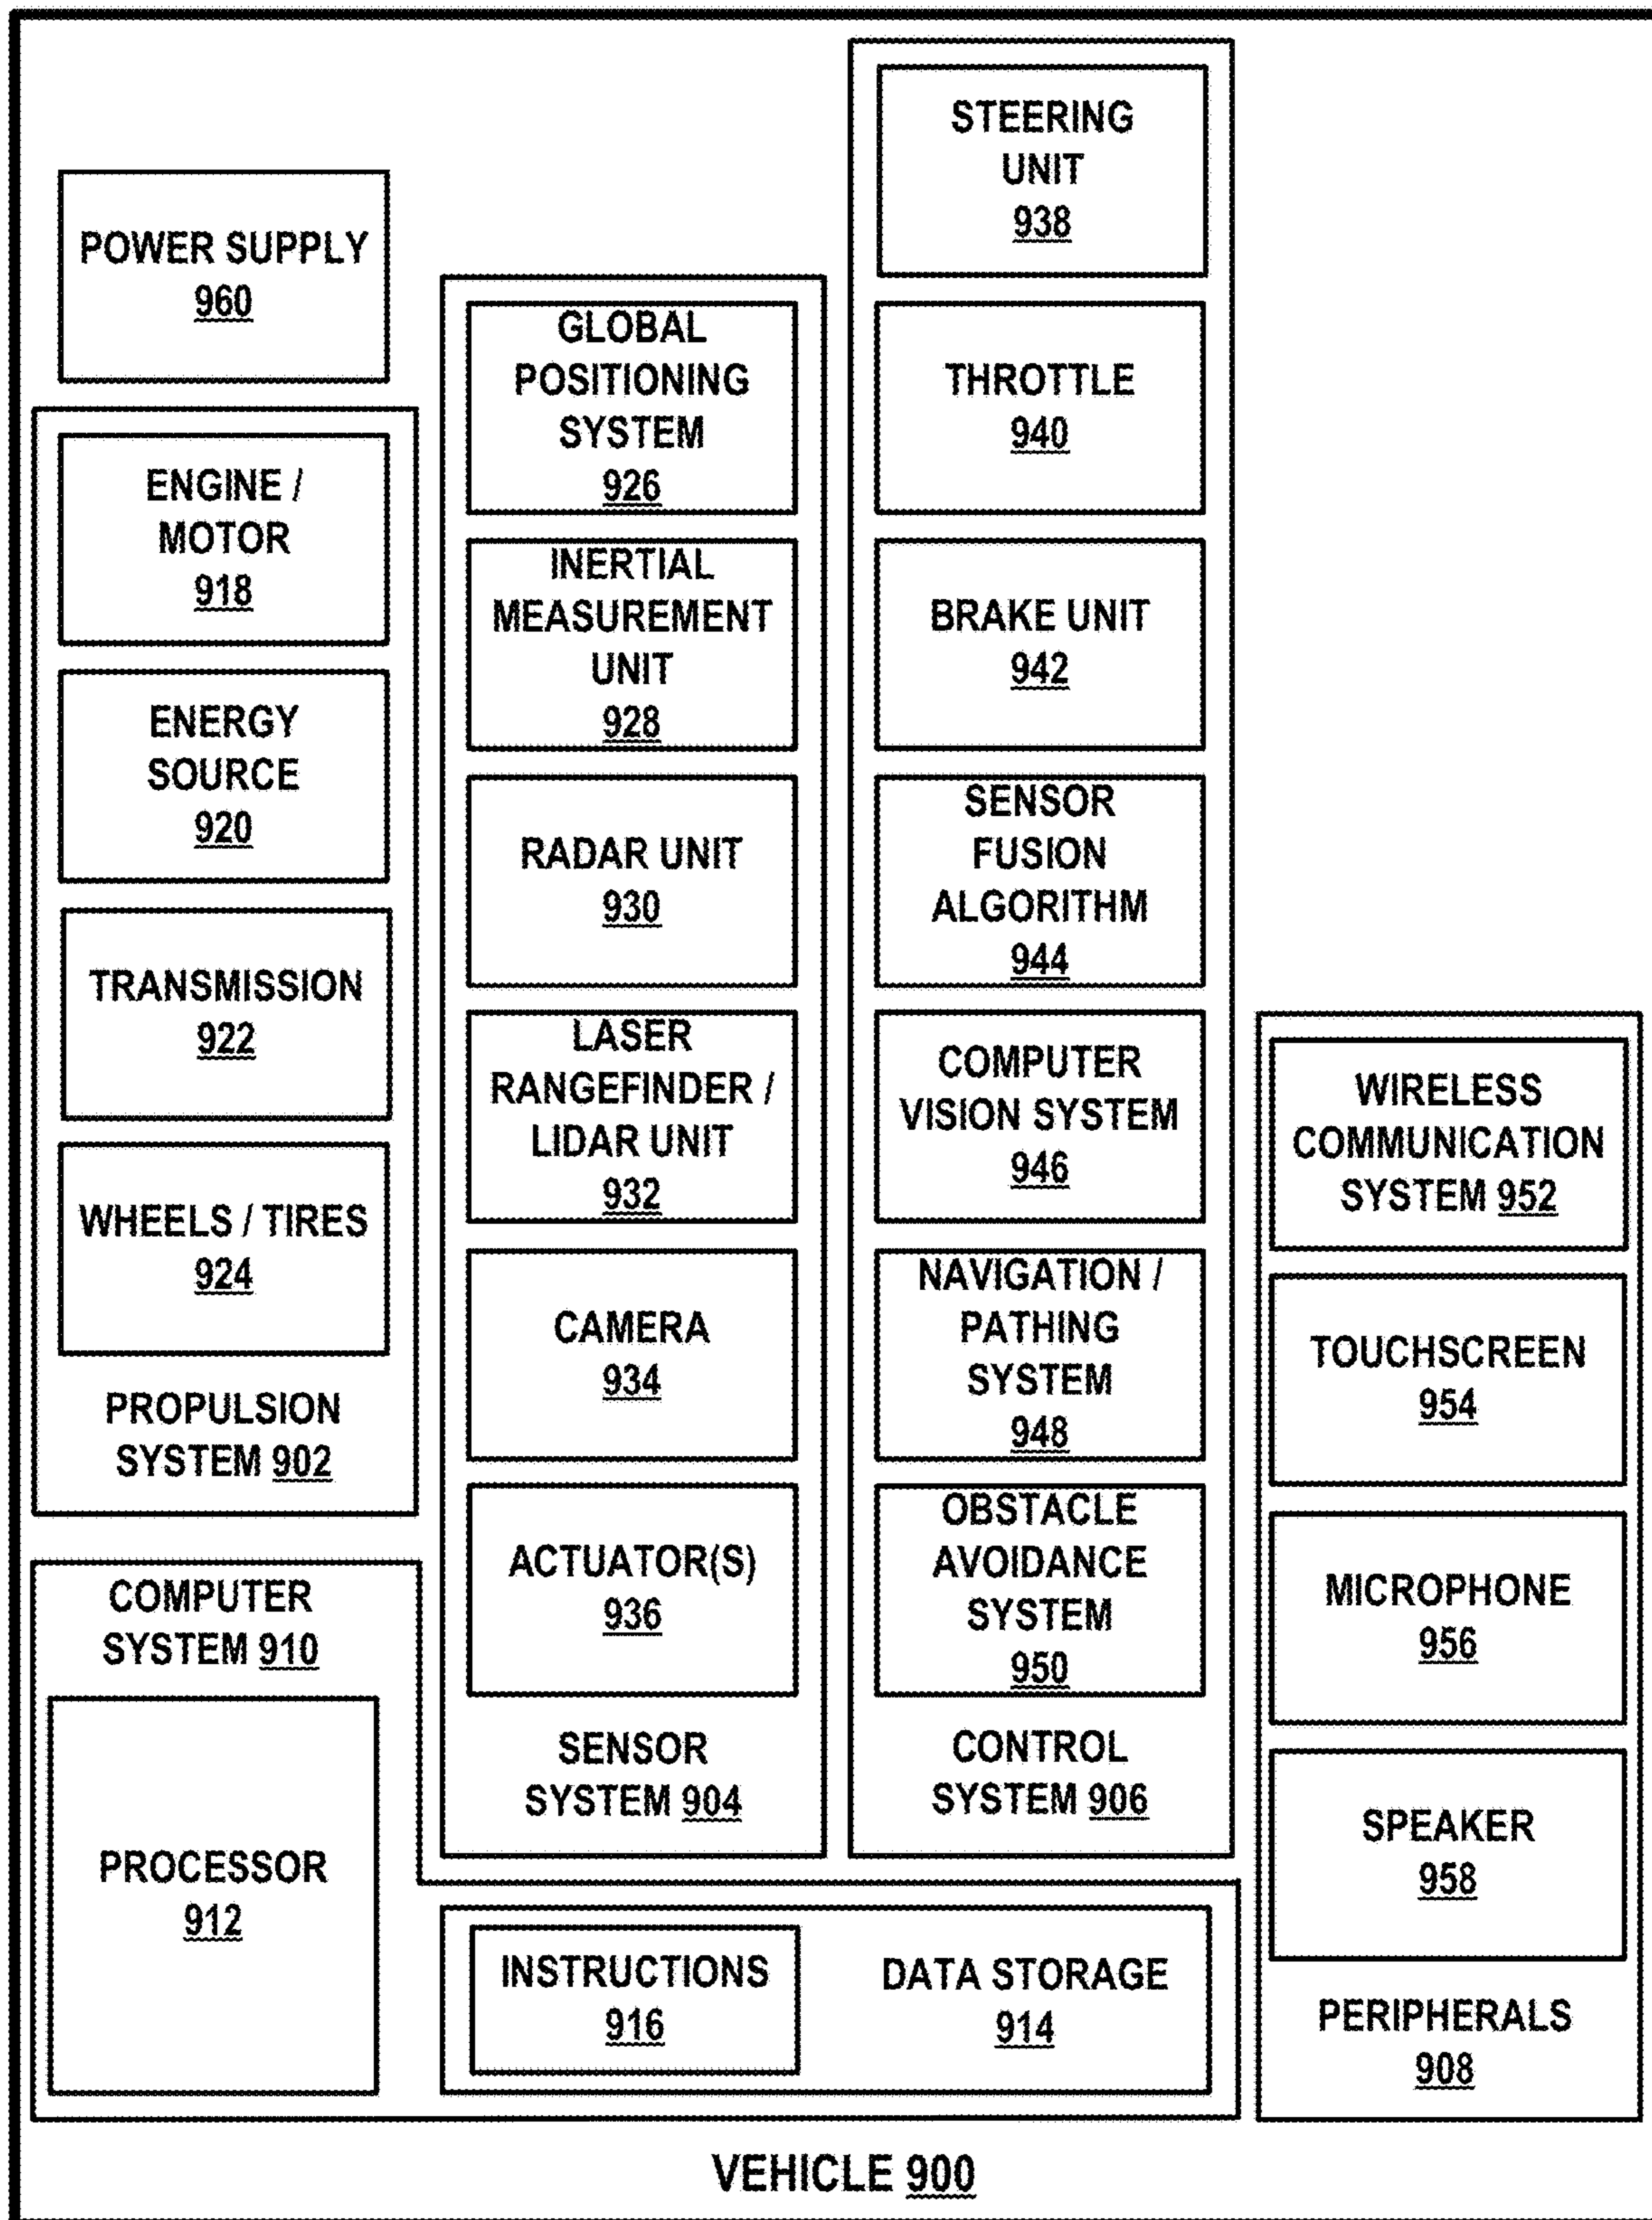 POWER SUPPLY
960
ENGINE /
MOTOR
918
ENERGY
SOURCE
920
TRANSMISSION
922
WHEELS / TIRES
924
PROPULSION
SYSTEM 902
COMPUTER
SYSTEM 910
PROCESSOR
912
GLOBAL
POSITIONING
SYSTEM
926
INERTIAL
MEASUREMENT
UNIT
928
RADAR UNIT
930
LASER
RANGEFINDER /
LIDAR UNIT
932
CAMERA
934
ACTUATOR(S)
936
SENSOR
SYSTEM 904
STEERING
UNIT
938
THROTTLE
940
BRAKE UNIT
942
SENSOR
FUSION
ALGORITHM
944
COMPUTER
VISION SYSTEM
946
NAVIGATION /
PATHING
SYSTEM
948
OBSTACLE
AVOIDANCE
SYSTEM
950
CONTROL
SYSTEM 906
INSTRUCTIONS
916
DATA STORAGE
914
WIRELESS
COMMUNICATION
SYSTEM 952
TOUCHSCREEN
954
MICROPHONE
956
SPEAKER
958
PERIPHERALS
908
VEHICLE 900